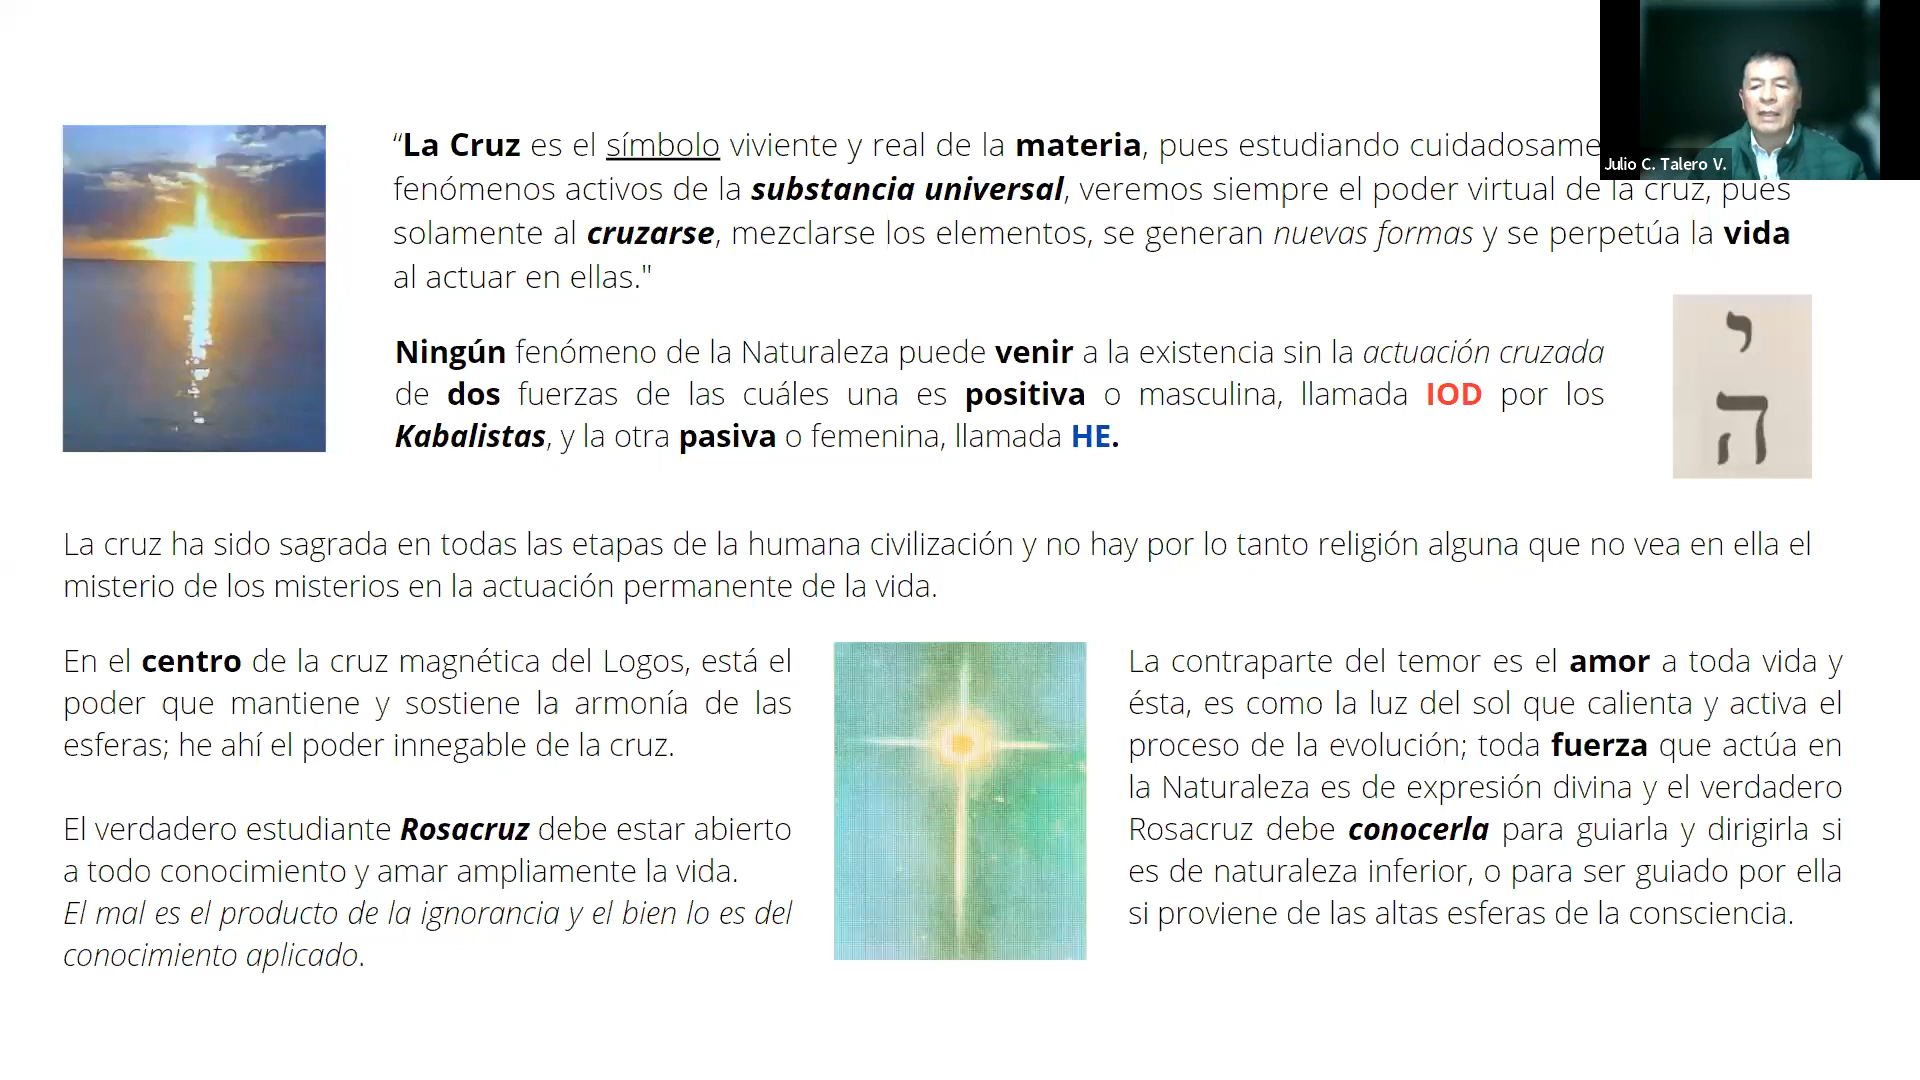 “La Cruz es el símbolo viviente y real de la materia, pues estudiando
fenómenos activos de la substancia universal, veremos siempre el poder virtual de la cruz, pues
solamente al cruzarse, mezclarse los elementos, se generan nuevas formas y se perpetúa la vida
al actuar en ellas."
Julio C. Talero V.
Ningún fenómeno de la Naturaleza puede venir a la existencia sin la actuación cruzada
de dos fuerzas de las cuáles una es positiva o masculina, llamada IOD por los
Kabalistas, y la otra pasiva o femenina, llamada HE.
י
ה
La cruz ha sido sagrada en todas las etapas de la humana civilización y no hay por lo tanto religión alguna que no vea en ella el
misterio de los misterios en la actuación permanente de la vida.
En el centro de la cruz magnética del Logos, está el
poder que mantiene y sostiene la armonía de las
esferas; he ahí el poder innegable de la cruz.
El verdadero estudiante Rosacruz debe estar abierto
a todo conocimiento y amar ampliamente la vida.
El mal es el producto de la ignorancia y el bien lo es del
conocimiento aplicado.
La contraparte del temor es el amor a toda vida y
ésta, es como la luz del sol que calienta y activa el
proceso de la evolución; toda fuerza que actúa en
la Naturaleza es de expresión divina y el verdadero
Rosacruz debe conocerla para guiarla y dirigirla si
es de naturaleza inferior, o para ser guiado por ella
si proviene de las altas esferas de la consciencia.